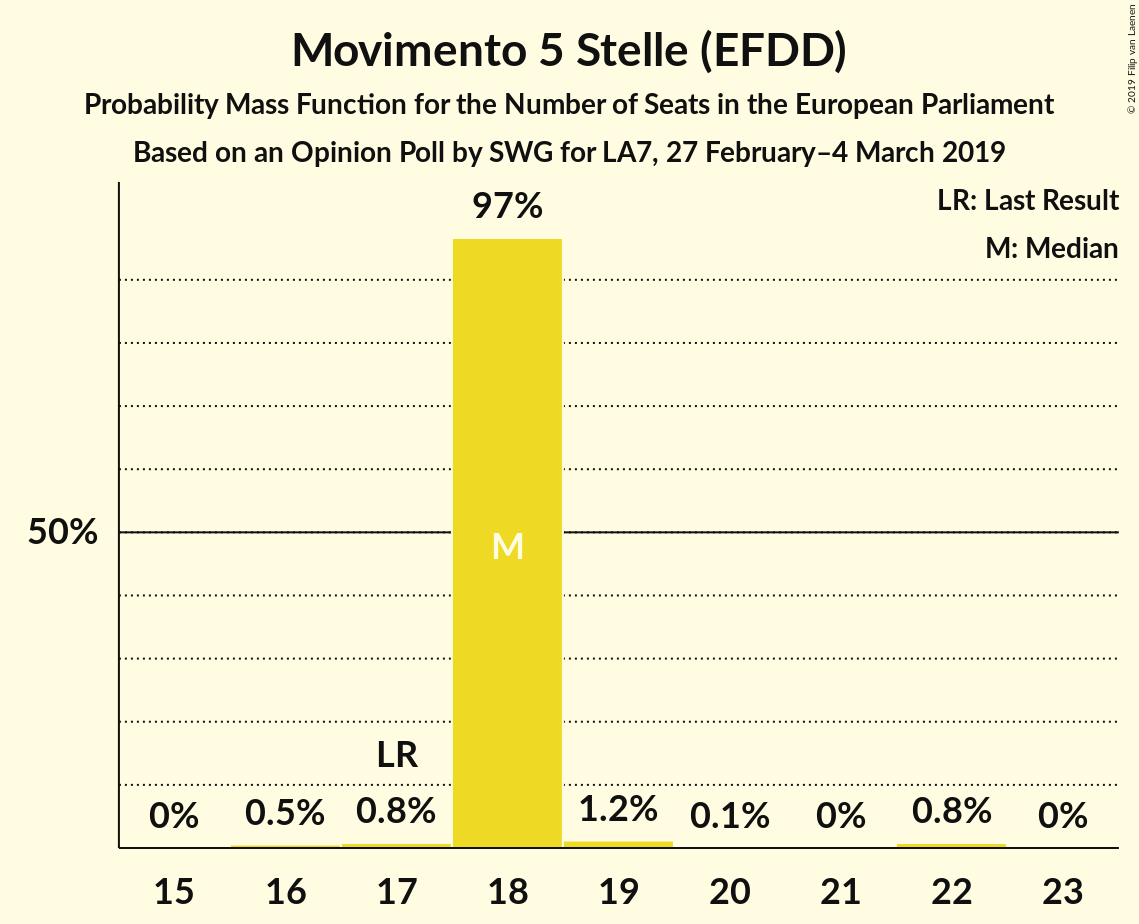 Movimento 5 Stelle (EFDD)
Probability Mass Function for the Number of Seats in the European Parliament
Based on an Opinion Poll by SWG for LA7, 27 February–4 March 2019
© 2019 Filip van Laenen
LR: Last Result
M: Median
97%
50%
M
LR
0%
0.5%
0.8%
1.2%
0.1%
0%
0.8%
0%
15
16
17
18
19
20
21
22
23